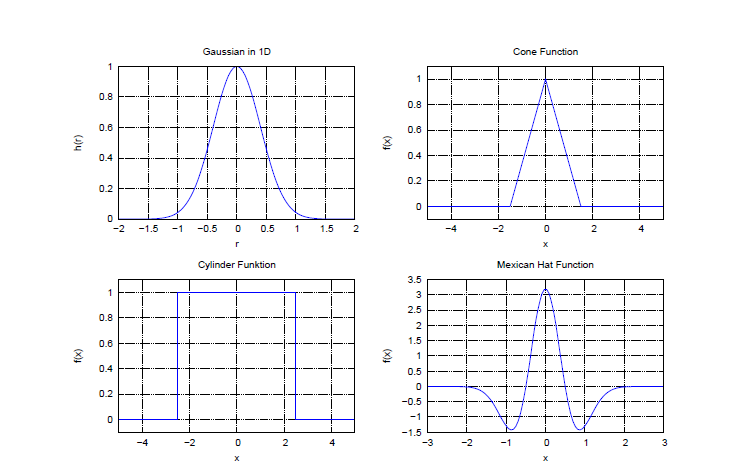 Gaussian in 1D
1
0.8
0.6
0.4
0.2
0
h(r)
−2 −1.5 −1 −0.5 0 0.5 1 1.5 2
r
Cone Function
1
0.8
0.6
0.4
0.2
0
f(x)
−4 −2 0 2 4
x
Cylinder Funktion
1
0.8
0.6
0.4
0.2
0
f(x)
−4 −2 0 2 4
x
Mexican Hat Function
3.5
3
2.5
2
1.5
1
0.5
0
−0.5
−1
−1.5
f(x)
−3 −2 −1 0 1 2 3
x